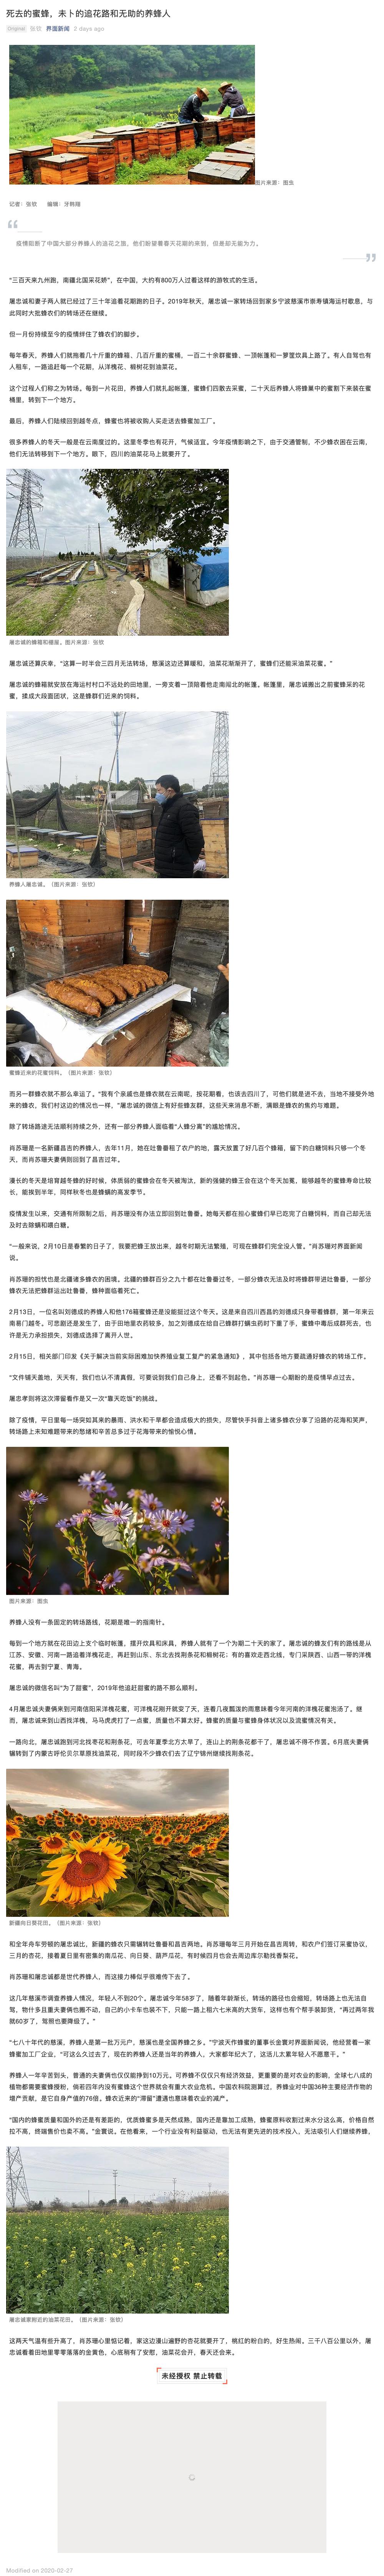 死去的蜜蜂，未卜的追花路和无助的养蜂人
Original 张钦 界面新闻 2 days ago
图片来源：图虫
记者：张钦 编辑：牙韩翔
疫情阻断了中国大部分养蜂人的追花之旅，他们盼望着春天花期的来到，但是却无能为力。
“三百天来九州跑，南疆北国采花娇”，在中国，大约有800万人过着这样的游牧式的生活。
屠忠诚和妻子两人就已经过了三十年追着花期跑的日子。2019年秋天，屠忠诚一家转场回到家乡宁波慈溪市崇寿镇海运村歇息，与
此同时大批蜂农们的转场还在继续。
但一月份持续至今的疫情绊住了蜂农们的脚步。
每年春天，养蜂人们就拖着几十斤重的蜂箱、几百斤重的蜜桶，一百二十余群蜜蜂、一顶帐篷和一箩筐炊具上路了。有人自驾也有
人租车，一路追赶每一个花期，从洋槐花、椴树花到油菜花。
这个过程人们称之为转场。每到一片花田，养蜂人们就扎起帐篷，蜜蜂们四散去采蜜，二十天后养蜂人将蜂巢中的蜜割下来装在蜜
桶里，转到下一个地方。
最后，养蜂人们陆续回到越冬点，蜂蜜也将被收购人买走送去蜂蜜加工厂。
很多养蜂人的冬天一般是在云南度过的。这里冬季也有花开，气候适宜。今年疫情影响之下，由于交通管制，不少蜂农困在云南，
他们无法转移到下一个地方。眼下，四川的油菜花马上就要开了。
屠忠诚的蜂箱和棚屋。图片来源：张钦
屠忠诚还算庆幸，“这算一时半会三四月无法转场，慈溪这边还算暖和，油菜花渐渐开了，蜜蜂们还能采油菜花蜜。”
屠忠诚的蜂箱就安放在海运村村口不远处的田地里，一旁支着一顶陪着他走南闯北的帐篷。帐篷里，屠忠诚搬出之前蜜蜂采的花
蜜，揉成大段面团状，这是蜂群们近来的饲料。
养蜂人屠忠诚。（图片来源：张钦）
蜜蜂近来的花蜜饲料。（图片来源：张钦）
而另一群蜂农就不那么幸运了。“我有个亲戚也是蜂农就在云南呢，按花期看，也该去四川了，可他们就是进不去，当地不接受外地
来的蜂农，我们村这边的情况也一样，”屠忠诚的微信上有好些蜂友群，这些天来消息不断，满眼是蜂农的焦灼与难题。
除了转场路途无法顺利持续之外，还有一部分养蜂人面临着“人蜂分离”的尴尬情况。
肖苏珊是一名新疆昌吉的养蜂人，去年11月，她在吐鲁番租了农户的地，露天放置了好几百个蜂箱，留下的白糖饲料只够一个冬
天，而肖苏珊夫妻俩则回到了昌吉过年。
漫长的冬天是培育越冬蜂的好时候，体质弱的蜜蜂会在冬天被淘汰，新的强健的蜂王会在这个冬天加冕，能够越冬的蜜蜂寿命比较
长，能挨到半年，同样秋冬也是蜂螨的高发季节。
疫情发生以来，交通有所限制之后，肖苏珊没有办法立即回到吐鲁番。她每天都在担心蜜蜂们早已吃完了白糖饲料，而自己却无法
及时去除螨和喂白糖。
“一般来说，2月10日是春繁的日子了，我要把蜂王放出来，越冬时期无法繁殖，可现在蜂群们完全没人管。”肖苏珊对界面新闻
说。
肖苏珊的担忧也是北疆诸多蜂农的困境。北疆的蜂群百分之九十都在吐鲁番过冬，一部分蜂农无法及时将蜂群带进吐鲁番，一部分
蜂农无法把蜂群运出吐鲁番，蜂种面临着死亡。
2月13日，一位名叫刘德成的养蜂人和他176箱蜜蜂还是没能挺过这个冬天。这是来自四川西昌的刘德成只身带着蜂群，第一年来云
南易门越冬。可悲剧还是发生了，由于田地里农药较多，加之刘德成在给自己蜂群打螨虫药时下重了手，蜜蜂中毒后成群死去，也
许是无力承担损失，刘德成选择了离开人世。
2月15日，相关部门印发《关于解决当前实际困难加快养殖业复工复产的紧急通知》，其中包括各地方要疏通好蜂农的转场工作。
“文件铺天盖地，天天有，我们也认不清真假，可要说到我们自己身上，还看不到起色。”肖苏珊一心期盼的是疫情早点过去。
屠忠孝则将这次滞留看作是又一次“靠天吃饭”的挑战。
除了疫情，平日里每一场突如其来的暴雨、洪水和干旱都会造成极大的损失，尽管快手抖音上诸多蜂农分享了沿路的花海和笑声，
转场路上未知难题带来的愁绪和辛苦总多过于花海带来的愉悦心情。
图片来源：图虫
养蜂人没有一条固定的转场路线，花期是唯一的指南针。
每到一个地方就在花田边上支个临时帐篷，摆开炊具和床具，养蜂人就有了一个为期二十天的家了。屠忠诚的蜂友们有的路线是从
江苏、安徽、河南一路追着洋槐花走，再赶到山东、东北去找荆条花和椴树花；有的喜欢走西北线，专门采陕西、山西一带的洋槐
花蜜，再去到宁夏、青海。
屠忠诚的微信名叫“为了甜蜜”，2019年他追赶甜蜜的路不那么顺利。
4月屠忠诚夫妻俩来到河南信阳采洋槐花蜜，可洋槐花刚开就变了天，连着几夜瓢泼的雨意味着今年河南的洋槐花蜜泡汤了。继
而，屠忠诚来到山西找洋槐，马马虎虎打了一点蜜，质量也不算太好。蜂蜜的质量与蜜蜂身体状况以及流蜜情况有关。
一路向北，屠忠诚跑到河北找枣花和荆条花，可去年夏季北方太旱了，连山上的荆条花都干了，屠忠诚不得不作罢。6月底夫妻俩
辗转到了内蒙古呼伦贝尔草原找油菜花，同时段不少蜂农们去了辽宁锦州继续找荆条花。
新疆向日葵花田。（图片来源：张钦）
和全年舟车劳顿的屠忠诚比，新疆的蜂农只需辗转吐鲁番和昌吉两地。肖苏珊每年三月开始在昌吉周转，和农户们签订采蜜协议，
三月的杏花，接着夏日里有密集的南瓜花、向日葵、葫芦瓜花，有时候四月也会去周边库尔勒找香梨花。
肖苏珊和屠忠诚都是世代养蜂人，而这接力棒似乎很难传下去了。
这几年慈溪市调查养蜂人情况，年轻人不到20个。屠忠诚今年58岁了，随着年龄渐长，转场的路径也会缩短，转场路上也无法自
驾，物什多且重夫妻俩也搬不动，自己的小卡车也装不下，只能一路上租六七米高的大货车，这样也有个帮手装卸货，“再过两年我
就60岁了，驾照也要降级了。”
“七八十年代的慈溪，养蜂人是第一批万元户，慈溪也是全国养蜂之乡。”宁波天作蜂蜜的董事长金寳对界面新闻说，他经营着一家
蜂蜜加工厂企业，“可这么久过去了，现在的养蜂人还是当年的养蜂人，大家都年纪大了，这活儿太累年轻人不愿意干。”
养蜂人一年辛苦到头，普通的夫妻俩也仅仅能挣到10万元。可养蜂不仅仅只有经济效益，更重要的是对农业的影响，全球七八成的
植物都需要蜜蜂授粉，倘若四年内没有蜜蜂这个世界就会有重大农业危机。中国农科院测算过，养蜂业对中国36种主要经济作物的
增产贡献，是它自身产值的76倍。蜂农近来的“滞留”遭遇也意味着农业的减产。
“国内的蜂蜜质量和国外的还是有差距的，优质蜂蜜多是天然成熟，国内还是靠加工成熟，蜂蜜原料收割过来水分这么高，价格自然
拉不高，终端售价也卖不高。”金寳说。在他看来，一个行业没有利益驱动，也无法有更先进的技术投入，无法吸引人们继续养蜂。
屠忠诚家附近的油菜花田。（图片来源：张钦）
这两天气温有些升高了，肖苏珊心里惦记着，家这边漫山遍野的杏花就要开了，桃红的粉白的，好生热闹。三千八百公里以外，屠
忠诚看着田地里零零落落的金黄色，心底稍有了安慰，油菜花会开，春天还会来。
未经授权 禁止转载
Modified on 2020-02-27